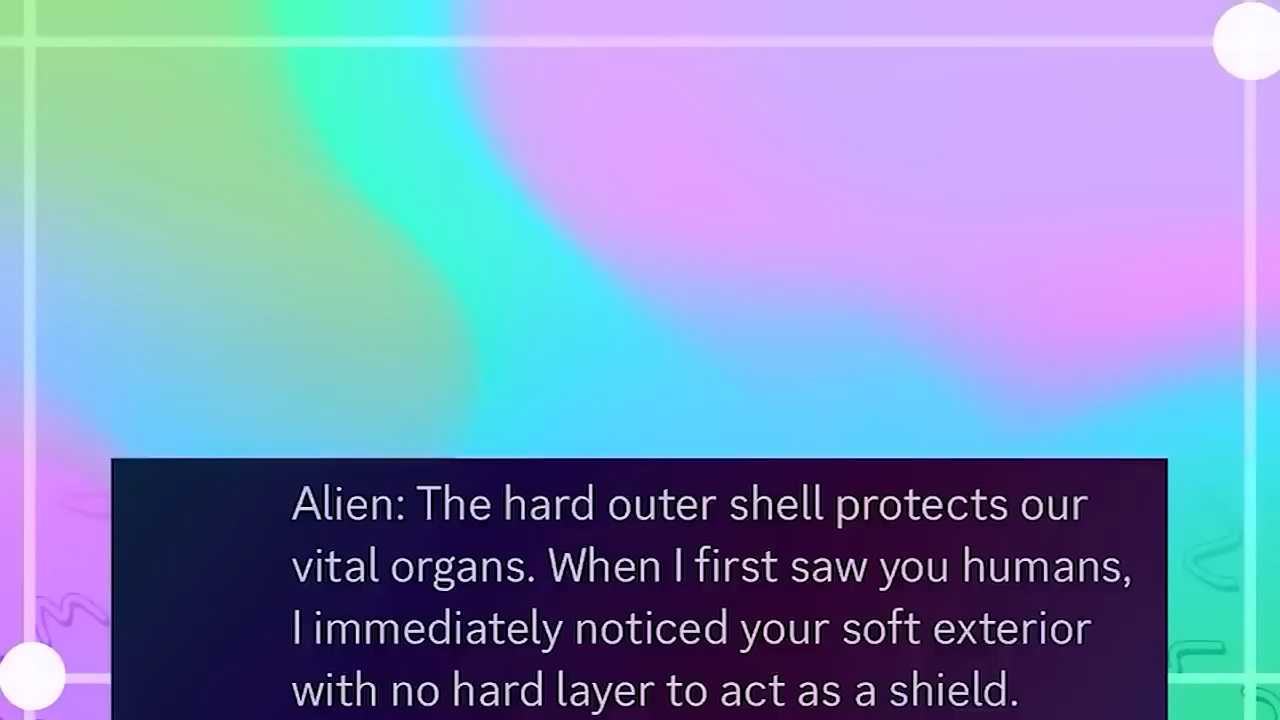 Alien: The hard outer shell protects our
vital organs. When I first saw you humans,
I immediately noticed your soft exterior
with no hard layer to act as a shield.